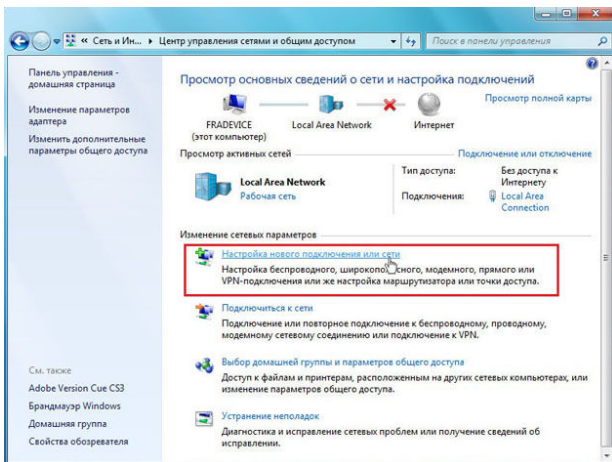 « Сеть и Ин... ▸ Центр управления сетями и общим доступом
Поиск в панели управления
Панель управления -
домашняя страница
Изменение параметров
адаптера
Изменить дополнительные
параметры общего доступа
Просмотр основных сведений о сети и настройка подключений
Просмотр полной карты
FRADEVICE
(этот компьютер)
Local Area Network
Интернет
Просмотр активных сетей
Подключение или отключение
Local Area Network
Рабочая сеть
Тип доступа: Без доступа к
Интернету
Подключения: Local Area
Connection
Изменение сетевых параметров
Настройка нового подключения или сети
Настройка беспроводного, широкополосного, модемного, прямого или
VPN-подключения или же настройка маршрутизатора или точки доступа.
Подключиться к сети
Подключение или повторное подключение к беспроводному, проводному,
модемному сетевому соединению или подключение к VPN.
Выбор домашней группы и параметров общего доступа
Доступ к файлам и принтерам, расположенным на других сетевых компьютерах, или
изменение параметров общего доступа.
Устранение неполадок
Диагностика и исправление сетевых проблем или получение сведений об
исправлении.
См. также
Adobe Version Cue CS3
Брандмауэр Windows
Домашняя группа
Свойства обозревателя